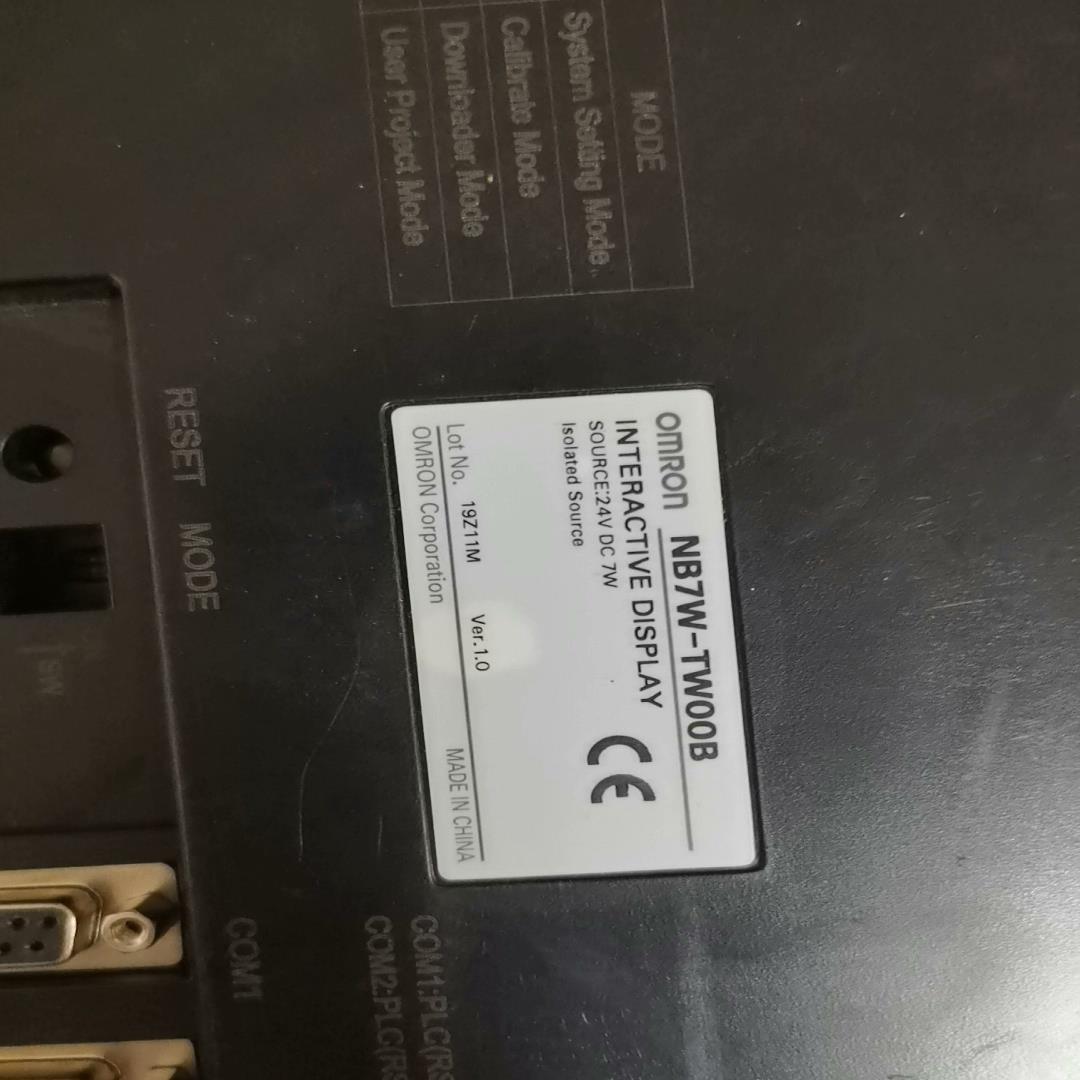 MODE
System Setting Mode
Calibrate Mode
Downloader Mode
User Project Mode
RESET MODE
SW
omron NB7W-TW00B
INTERACTIVE DISPLAY
SOURCE:24V DC 7W
Isolated Source
CE
Lot No. 19Z11M Ver.1.0
OMRON Corporation MADE IN CHINA
COM1
COM1:PLC(RS
COM2:PLC(RS